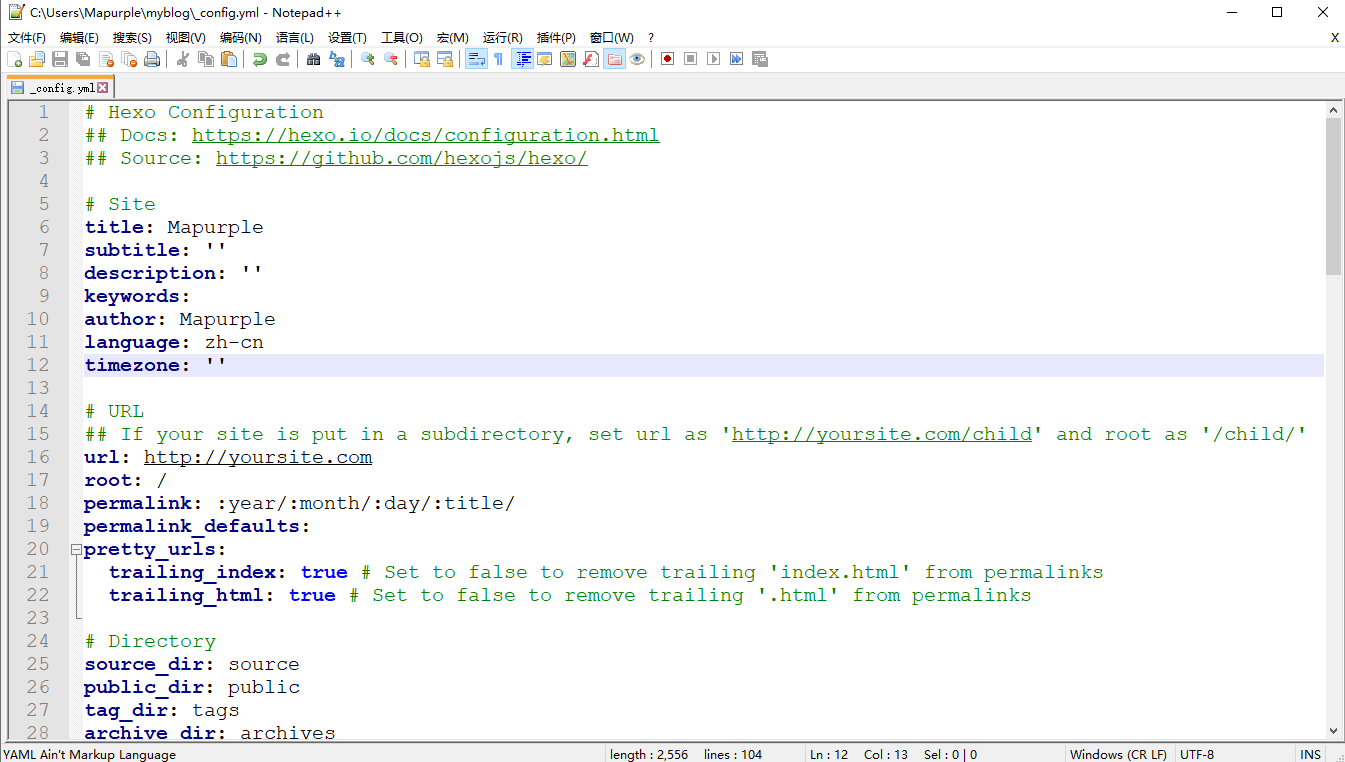 C:\Users\Mapurple\myblog\_config.yml - Notepad++
文件(F) 编辑(E) 搜索(S) 视图(V) 编码(N) 语言(L) 设置(T) 工具(O) 宏(M) 运行(R) 插件(P) 窗口(W) ? X
_config.yml
1 # Hexo Configuration
2 ## Docs: https://hexo.io/docs/configuration.html
3 ## Source: https://github.com/hexojs/hexo/
4
5 # Site
6 title: Mapurple
7 subtitle: ''
8 description: ''
9 keywords:
10 author: Mapurple
11 language: zh-cn
12 timezone: ''
13
14 # URL
15 ## If your site is put in a subdirectory, set url as 'http://yoursite.com/child' and root as '/child/'
16 url: http://yoursite.com
17 root: /
18 permalink: :year/:month/:day/:title/
19 permalink_defaults:
20 pretty_urls:
21 trailing_index: true # Set to false to remove trailing 'index.html' from permalinks
22 trailing_html: true # Set to false to remove trailing '.html' from permalinks
23
24 # Directory
25 source_dir: source
26 public_dir: public
27 tag_dir: tags
28 archive_dir: archives
YAML Ain't Markup Language length : 2,556 lines : 104 Ln : 12 Col : 13 Sel : 0 | 0 Windows (CR LF) UTF-8 INS